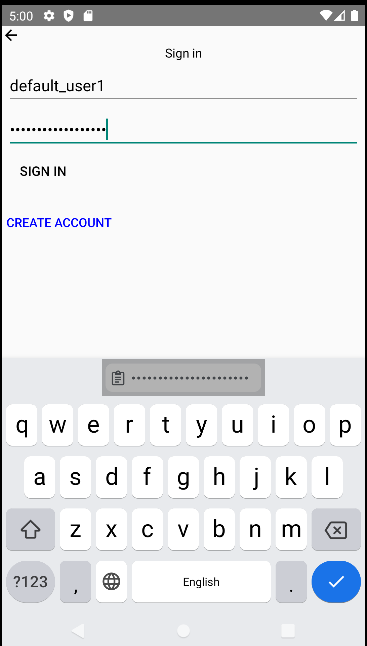 5:00
Sign in
default_user1
••••••••••••••••••
SIGN IN
CREATE ACCOUNT
••••••••••••••••••••••
q w e r t y u i o p
a s d f g h j k l
z x c v b n m
?123 , English .